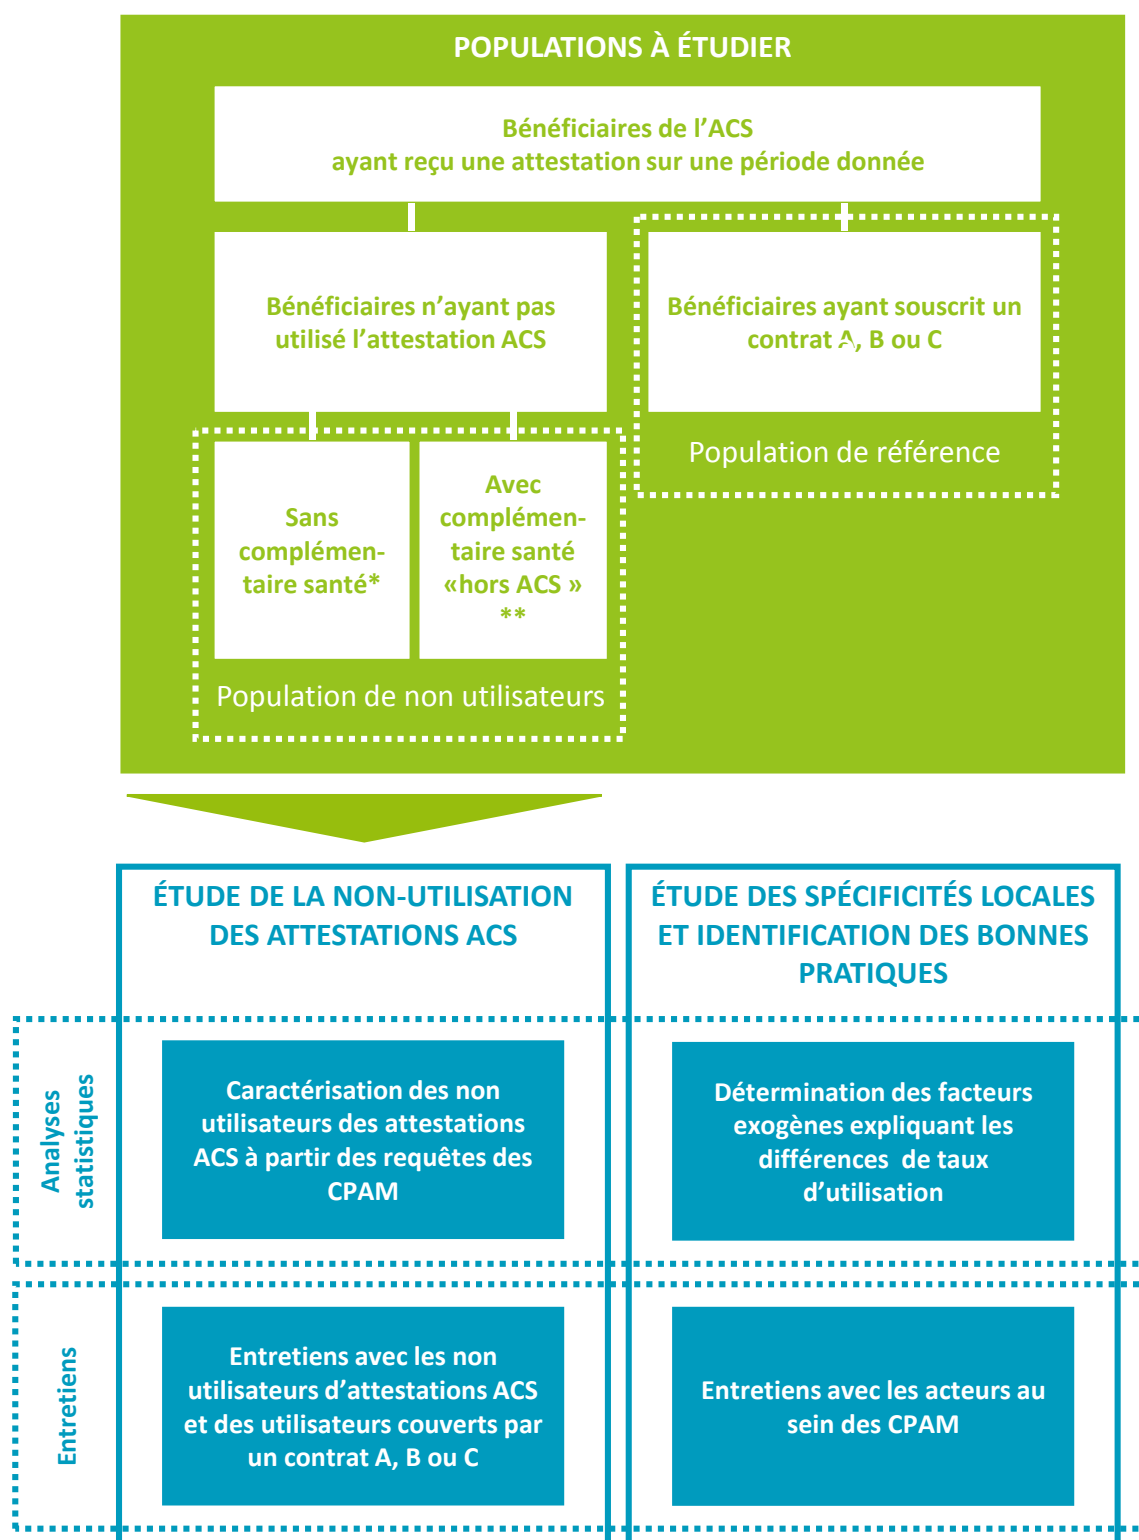 POPULATIONS À ÉTUDIER
Bénéficiaires de l’ACS
ayant reçu une attestation sur une période donnée
Bénéficiaires n’ayant pas
utilisé l’attestation ACS
Bénéficiaires ayant souscrit un
contrat A, B ou C
Population de référence
Sans
complémen-
taire santé*
Avec
complémen-
taire santé
«hors ACS »
**
Population de non utilisateurs
ÉTUDE DE LA NON-UTILISATION
DES ATTESTATIONS ACS
ÉTUDE DES SPÉCIFICITÉS LOCALES
ET IDENTIFICATION DES BONNES
PRATIQUES
Analyses
statistiques
Caractérisation des non
utilisateurs des attestations
ACS à partir des requêtes des
CPAM
Détermination des facteurs
exogènes expliquant les
différences  de taux
d’utilisation
Entretiens
Entretiens avec les non
utilisateurs d’attestations ACS
et des utilisateurs couverts par
un contrat A, B ou C
Entretiens avec les acteurs au
sein des CPAM